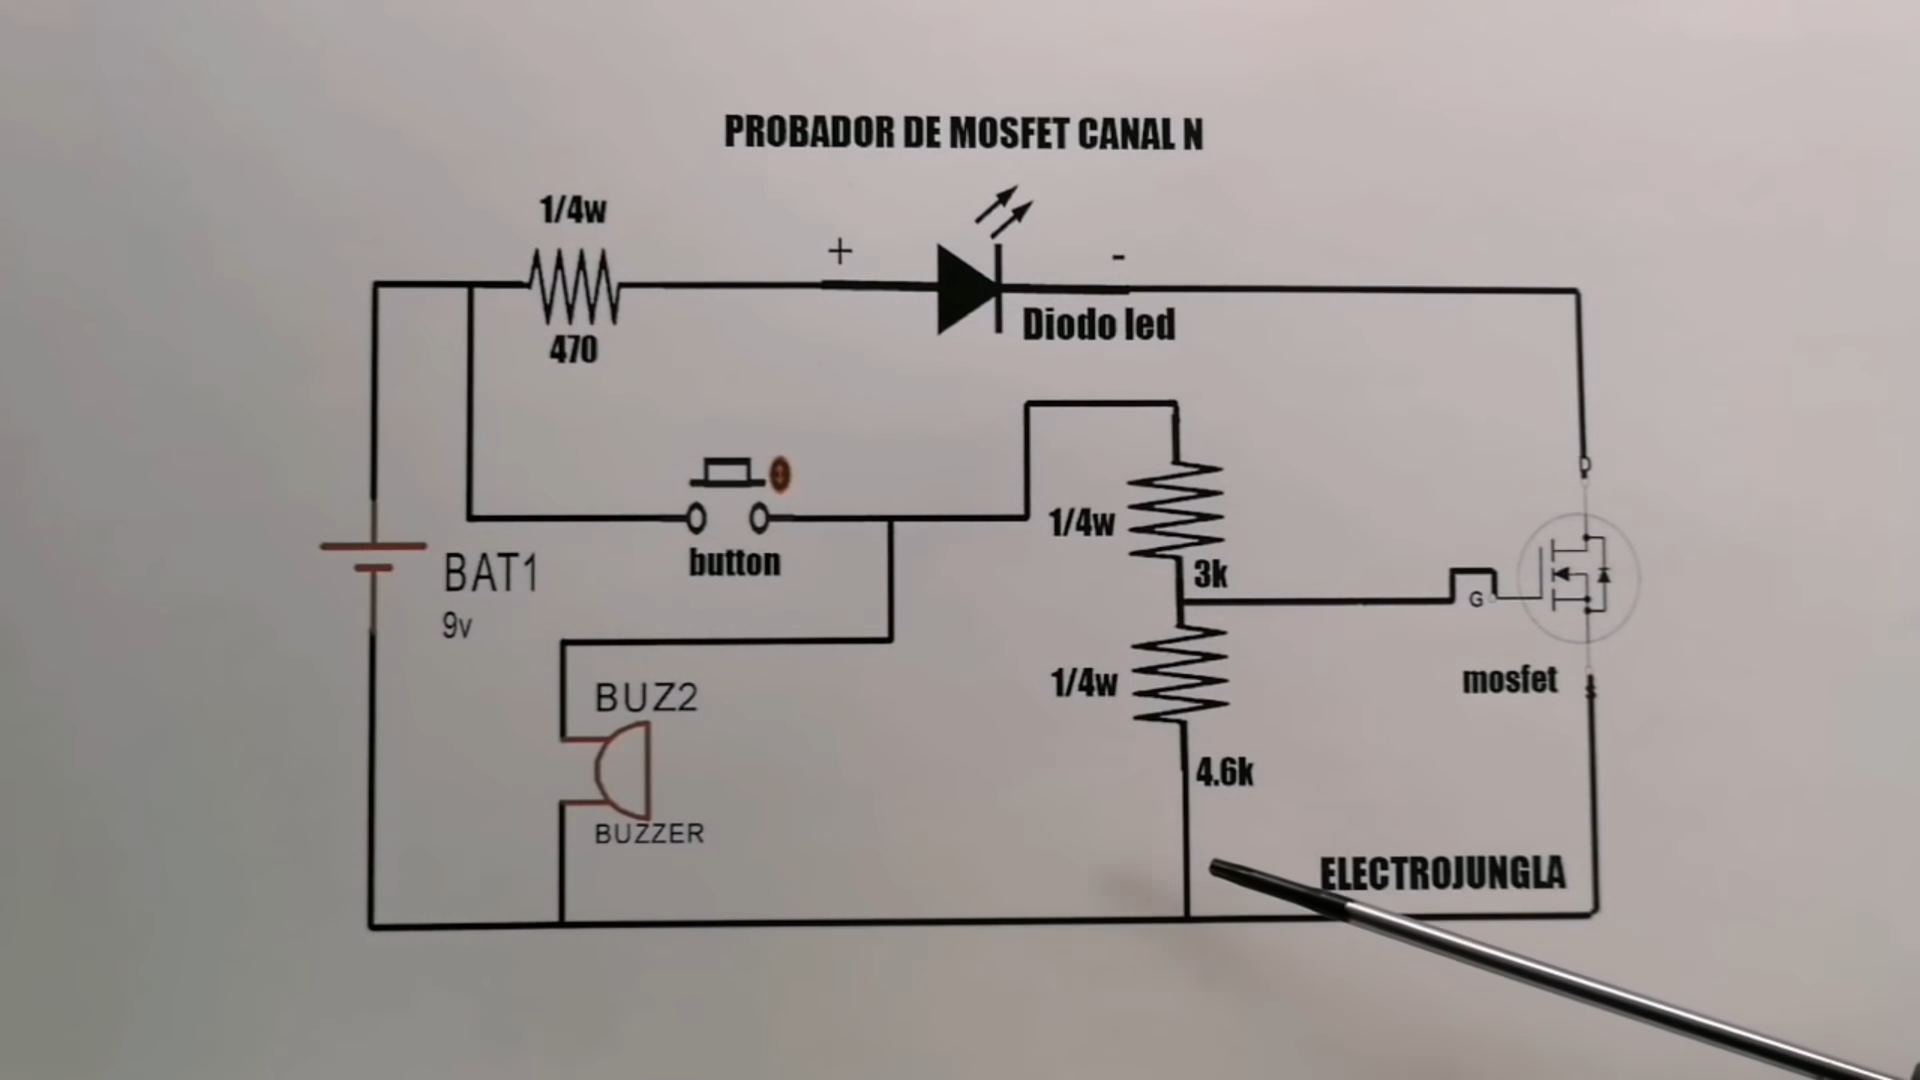 PROBADOR DE MOSFET CANAL N
1/4w
+
-
470
Diodo led
1/4w
button
BAT1
9v
3k
G
D
S
mosfet
1/4w
BUZ2
4.6k
BUZZER
ELECTROJUNGLA